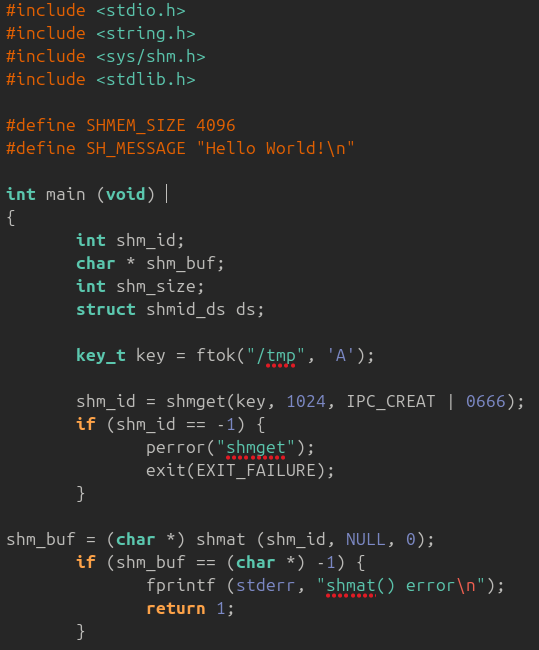 #include <stdio.h>
#include <string.h>
#include <sys/shm.h>
#include <stdlib.h>

#define SHMEM_SIZE 4096
#define SH_MESSAGE "Hello World!\n"

int main (void)
{
       int shm_id;
       char * shm_buf;
       int shm_size;
       struct shmid_ds ds;

       key_t key = ftok("/tmp", 'A');

       shm_id = shmget(key, 1024, IPC_CREAT | 0666);
       if (shm_id == -1) {
              perror("shmget");
              exit(EXIT_FAILURE);
       }

shm_buf = (char *) shmat (shm_id, NULL, 0);
       if (shm_buf == (char *) -1) {
              fprintf (stderr, "shmat() error\n");
              return 1;
       }